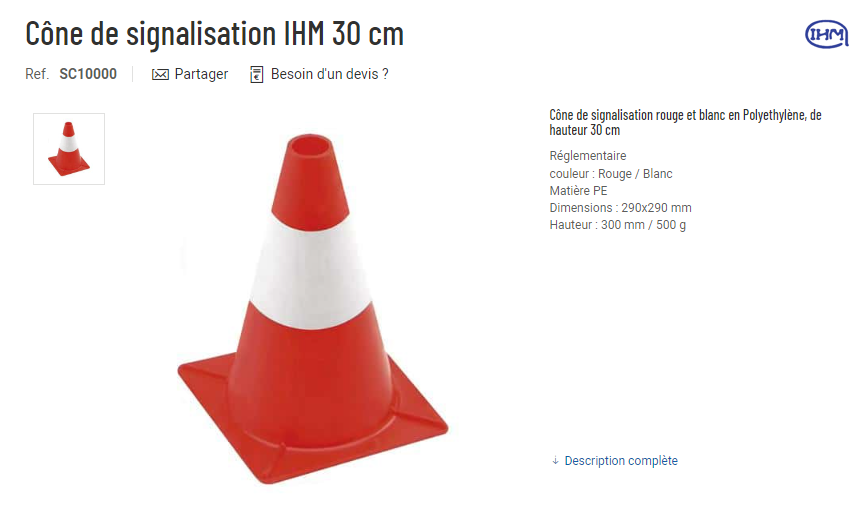 Cône de signalisation IHM 30 cm
IHM
Ref. SC10000 Partager Besoin d'un devis ?
Cône de signalisation rouge et blanc en Polyethylène, de
hauteur 30 cm
Réglementaire
couleur : Rouge / Blanc
Matière PE
Dimensions : 290x290 mm
Hauteur : 300 mm / 500 g
Description complète